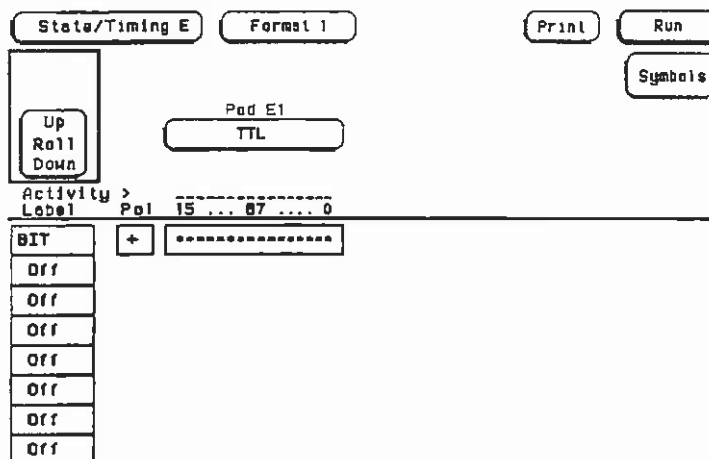 State/Timing E Format 1 Print Run
Symbols
Pod E1
TTL
Up
Roll
Down
Activity >
Label Pol 15 ... 87 .... 0
BIT + ****************
Off
Off
Off
Off
Off
Off
Off